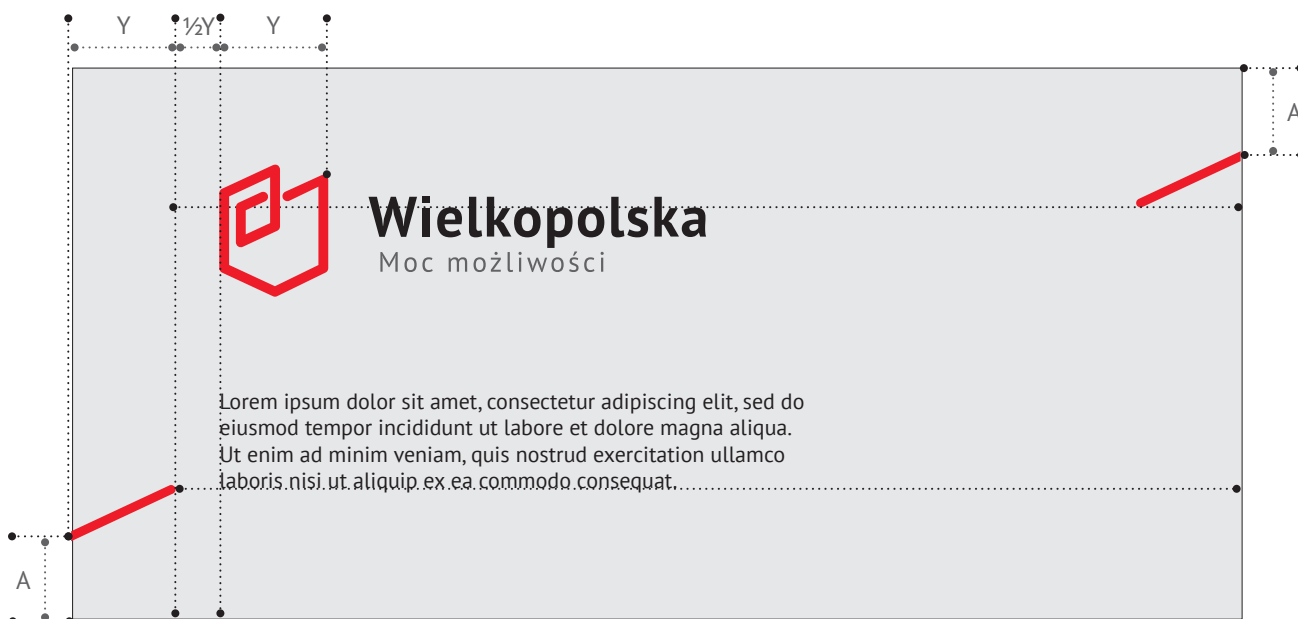 Y ½Y Y
A
Wielkopolska
Moc możliwości
Lorem ipsum dolor sit amet, consectetur adipiscing elit, sed do
eiusmod tempor incididunt ut labore et dolore magna aliqua.
Ut enim ad minim veniam, quis nostrud exercitation ullamco
laboris nisi ut aliquip ex ea commodo consequat.
A